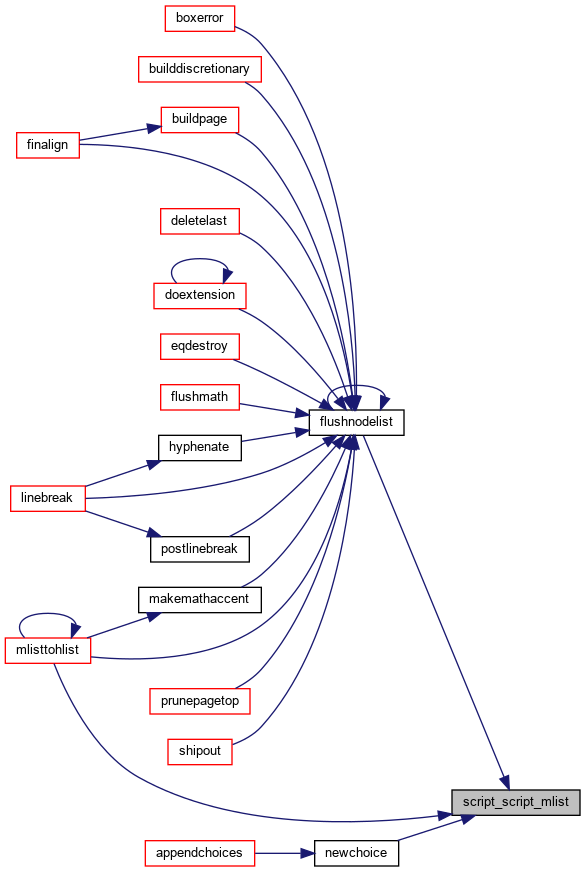 boxerror
builddiscretionary
buildpage
finalign
deletelast
doextension
eqdestroy
flushmath
flushnodelist
hyphenate
linebreak
postlinebreak
makemathaccent
mlisttohlist
prunepagetop
shipout
script_script_mlist
appendchoices
newchoice